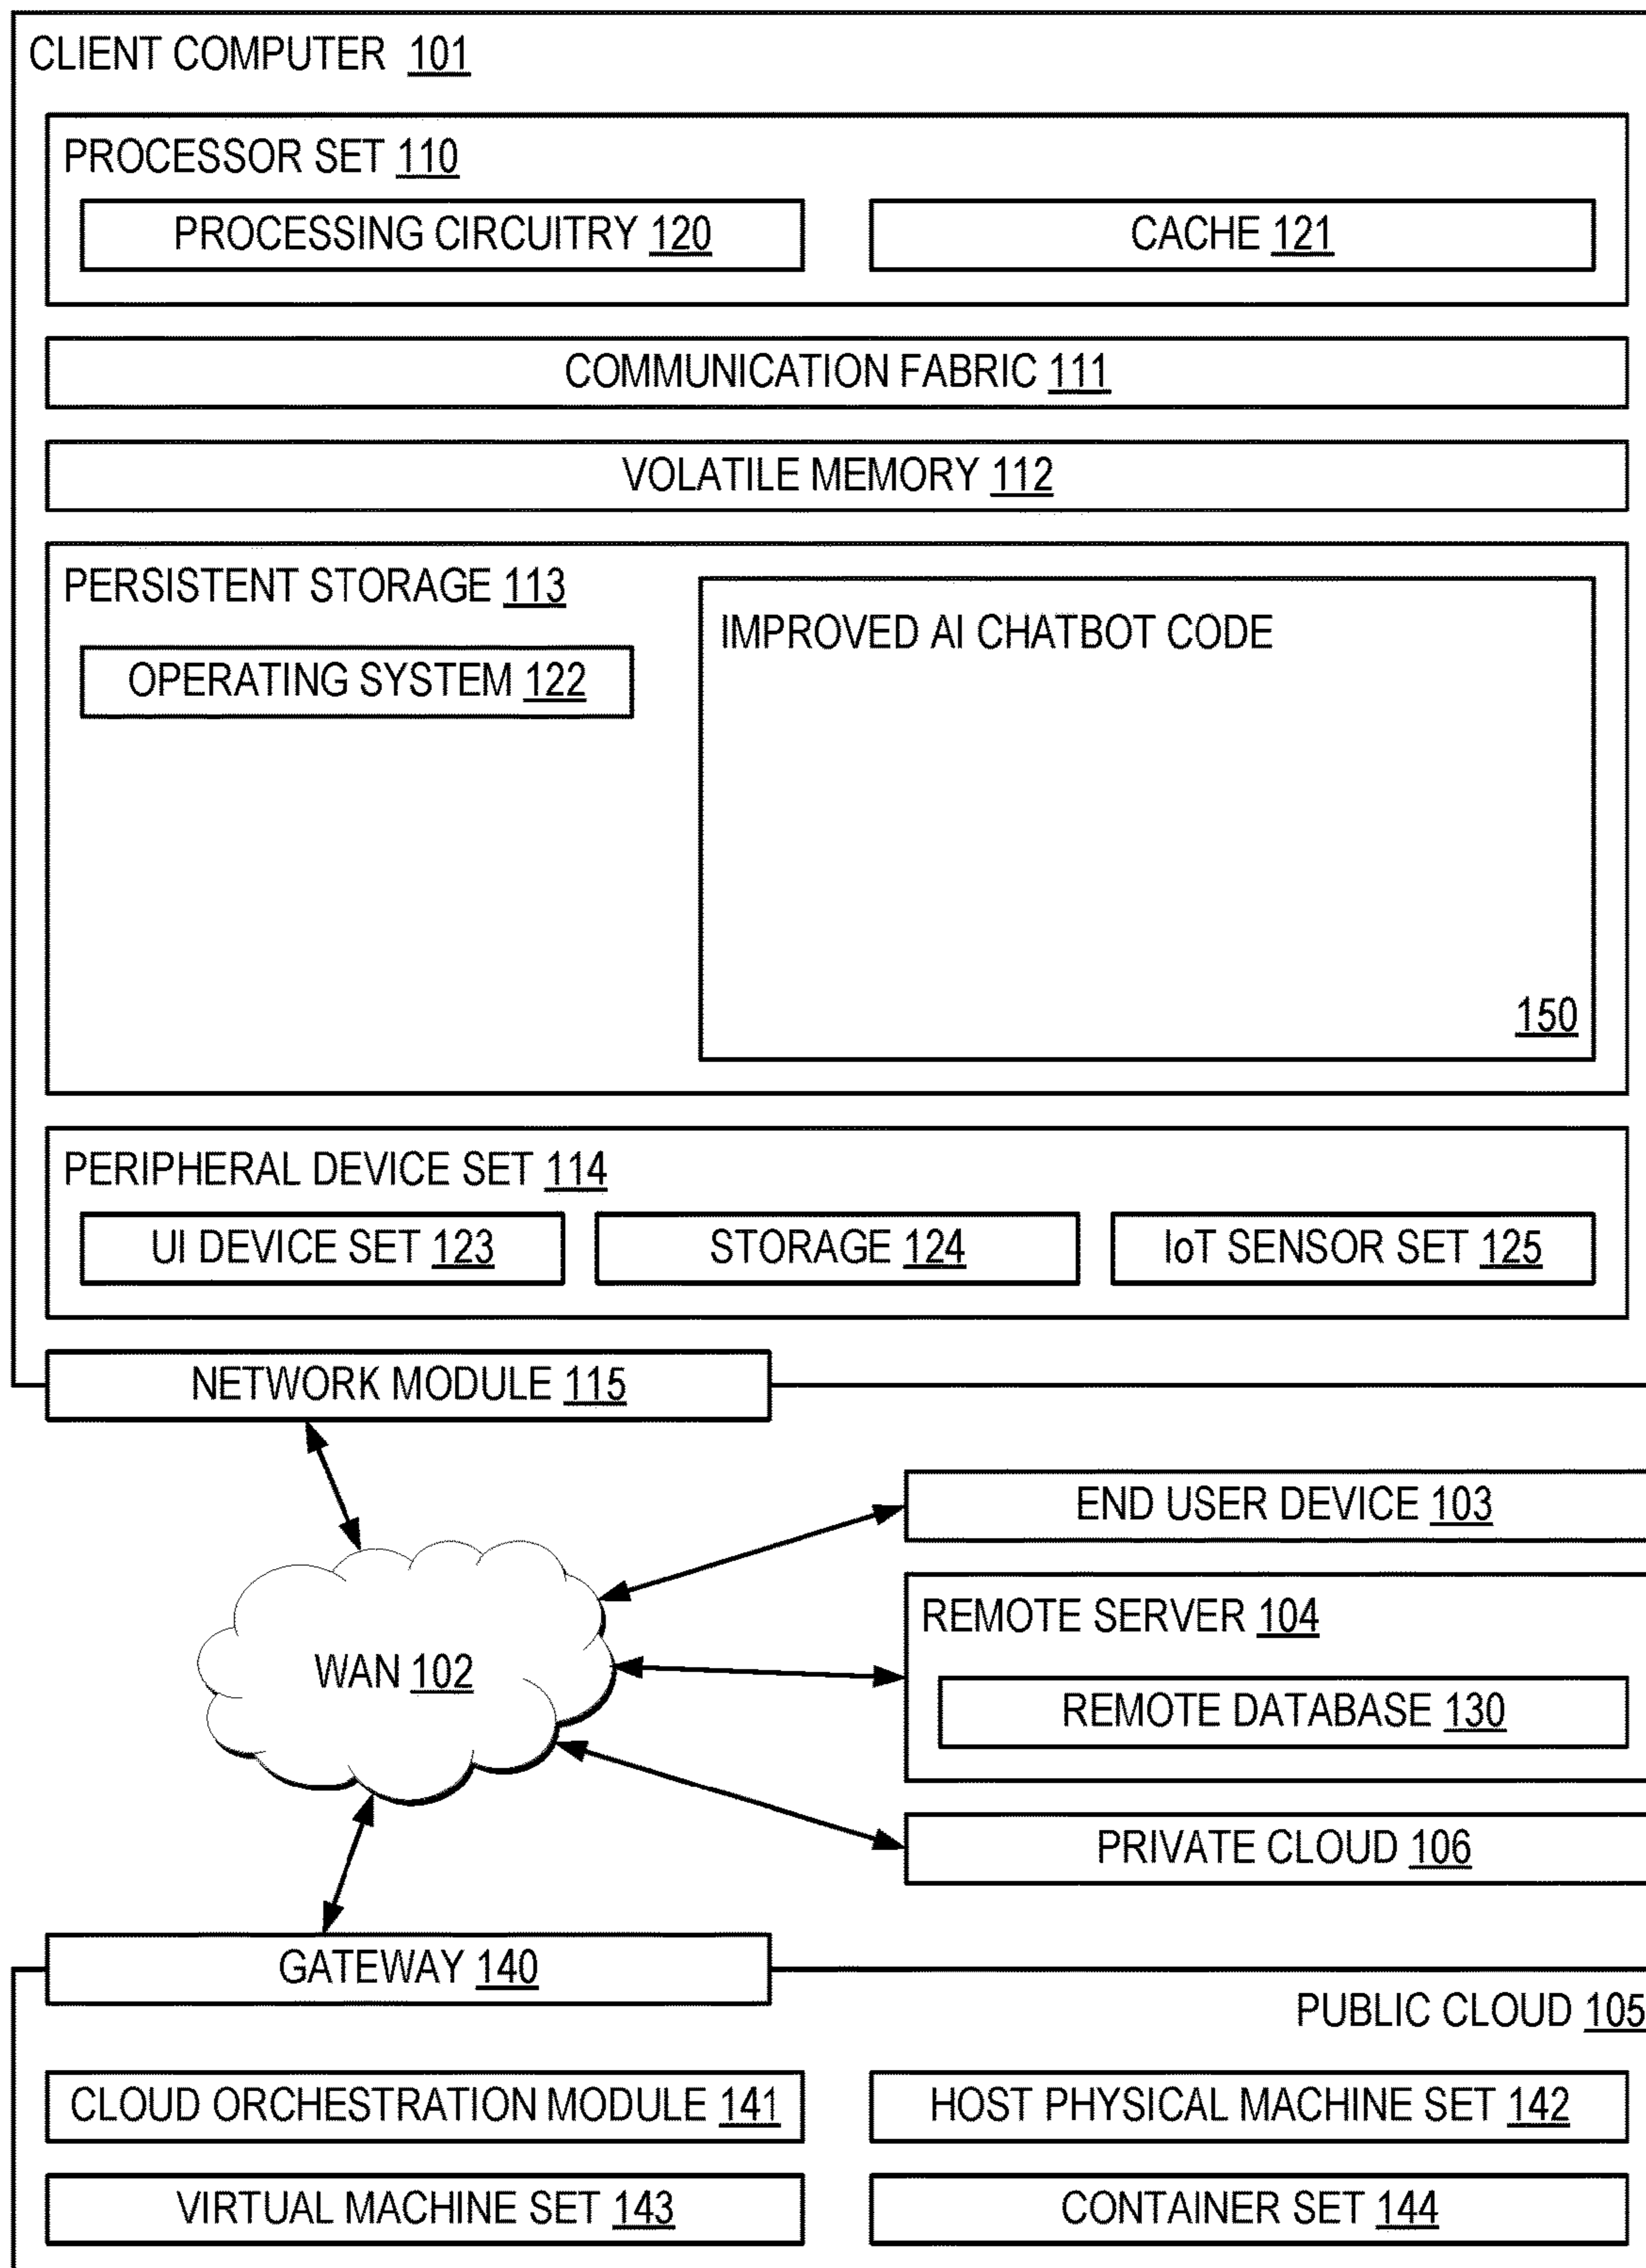 CLIENT COMPUTER 101
PROCESSOR SET 110
PROCESSING CIRCUITRY 120
CACHE 121
COMMUNICATION FABRIC 111
VOLATILE MEMORY 112
PERSISTENT STORAGE 113
OPERATING SYSTEM 122
IMPROVED AI CHATBOT CODE
150
PERIPHERAL DEVICE SET 114
UI DEVICE SET 123
STORAGE 124
IoT SENSOR SET 125
NETWORK MODULE 115
END USER DEVICE 103
REMOTE SERVER 104
WAN 102
REMOTE DATABASE 130
PRIVATE CLOUD 106
GATEWAY 140
PUBLIC CLOUD 105
CLOUD ORCHESTRATION MODULE 141
HOST PHYSICAL MACHINE SET 142
VIRTUAL MACHINE SET 143
CONTAINER SET 144